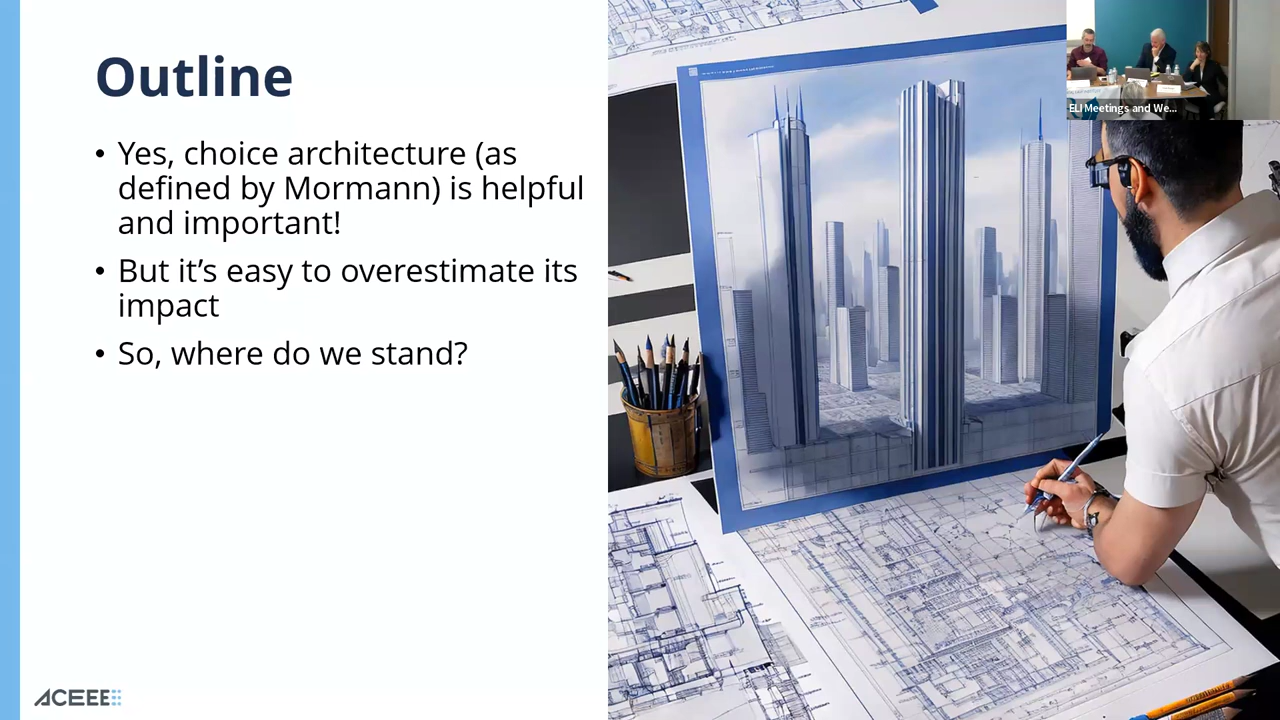 Outline
• Yes, choice architecture (as
defined by Mormann) is helpful
and important!
• But it’s easy to overestimate its
impact
• So, where do we stand?
ACEEE
ELI Meetings and We...